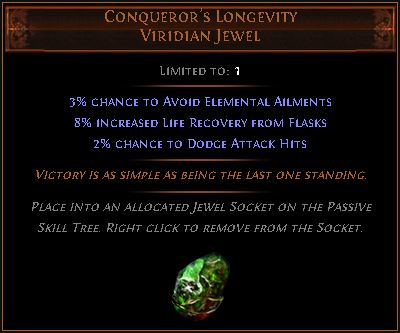 Conqueror's Longevity
Viridian Jewel
Limited to: 1
3% chance to Avoid Elemental Ailments
8% increased Life Recovery from Flasks
2% chance to Dodge Attack Hits
Victory is as simple as being the last one standing.
Place into an allocated Jewel Socket on the Passive
Skill Tree. Right click to remove from the Socket.